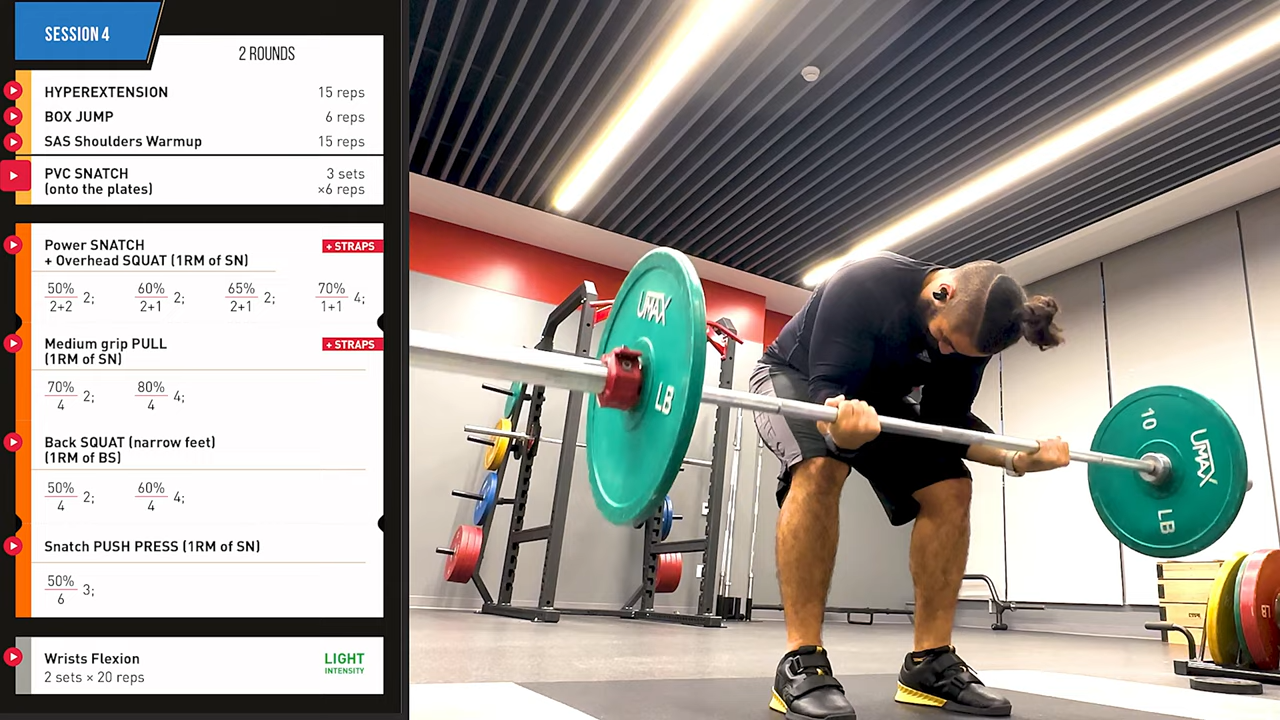 SESSION 4
2 ROUNDS
HYPEREXTENSION 15 reps
BOX JUMP 6 reps
SAS Shoulders Warmup 15 reps
PVC SNATCH 3 sets
(onto the plates) ×6 reps
Power SNATCH + STRAPS
+ Overhead SQUAT (1RM of SN)
50% 60% 65% 70%
2; 2; 2; 4;
2+2 2+1 2+1 1+1
Medium grip PULL + STRAPS
(1RM of SN)
70% 80%
2; 4;
4 4
Back SQUAT (narrow feet)
(1RM of BS)
50% 60%
2; 4;
4 4
Snatch PUSH PRESS (1RM of SN)
50%
3;
6
Wrists Flexion LIGHT
2 sets × 20 reps INTENSITY
UMAX
LB
10
UMAX
LB